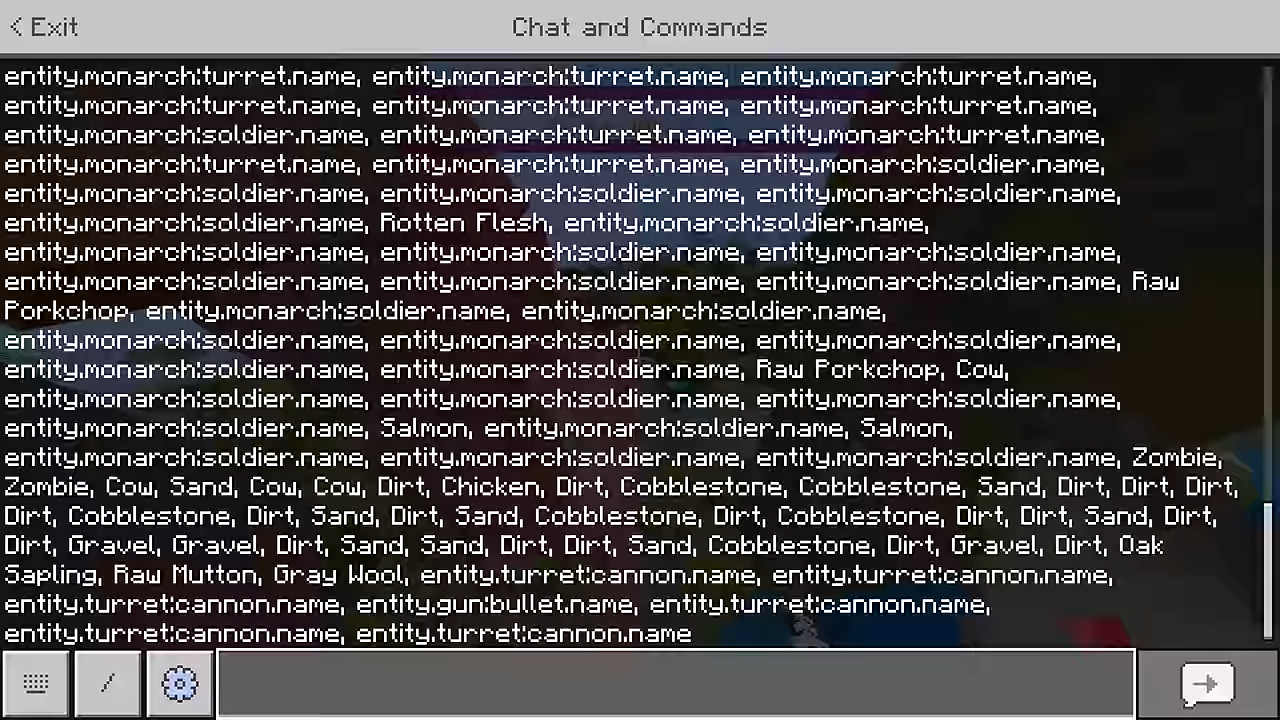 < Exit
Chat and Commands
entity.monarch:turret.name, entity.monarch:turret.name, entity.monarch:turret.name,
entity.monarch:turret.name, entity.monarch:turret.name, entity.monarch:turret.name,
entity.monarch:soldier.name, entity.monarch:turret.name, entity.monarch:turret.name,
entity.monarch:turret.name, entity.monarch:turret.name, entity.monarch:soldier.name,
entity.monarch:soldier.name, entity.monarch:soldier.name, entity.monarch:soldier.name,
entity.monarch:soldier.name, Rotten Flesh, entity.monarch:soldier.name,
entity.monarch:soldier.name, entity.monarch:soldier.name, entity.monarch:soldier.name,
entity.monarch:soldier.name, entity.monarch:soldier.name, entity.monarch:soldier.name, Raw
Porkchop, entity.monarch:soldier.name, entity.monarch:soldier.name,
entity.monarch:soldier.name, entity.monarch:soldier.name, entity.monarch:soldier.name,
entity.monarch:soldier.name, entity.monarch:soldier.name, Raw Porkchop, Cow,
entity.monarch:soldier.name, entity.monarch:soldier.name, entity.monarch:soldier.name,
entity.monarch:soldier.name, Salmon, entity.monarch:soldier.name, Salmon,
entity.monarch:soldier.name, entity.monarch:soldier.name, entity.monarch:soldier.name, Zombie,
Zombie, Cow, Sand, Cow, Cow, Dirt, Chicken, Dirt, Cobblestone, Cobblestone, Sand, Dirt, Dirt, Dirt,
Dirt, Cobblestone, Dirt, Sand, Dirt, Sand, Cobblestone, Dirt, Cobblestone, Dirt, Dirt, Sand, Dirt,
Dirt, Gravel, Gravel, Dirt, Sand, Sand, Dirt, Dirt, Sand, Cobblestone, Dirt, Gravel, Dirt, Oak
Sapling, Raw Mutton, Gray Wool, entity.turret:cannon.name, entity.turret:cannon.name,
entity.turret:cannon.name, entity.gun:bullet.name, entity.turret:cannon.name,
entity.turret:cannon.name, entity.turret:cannon.name
/